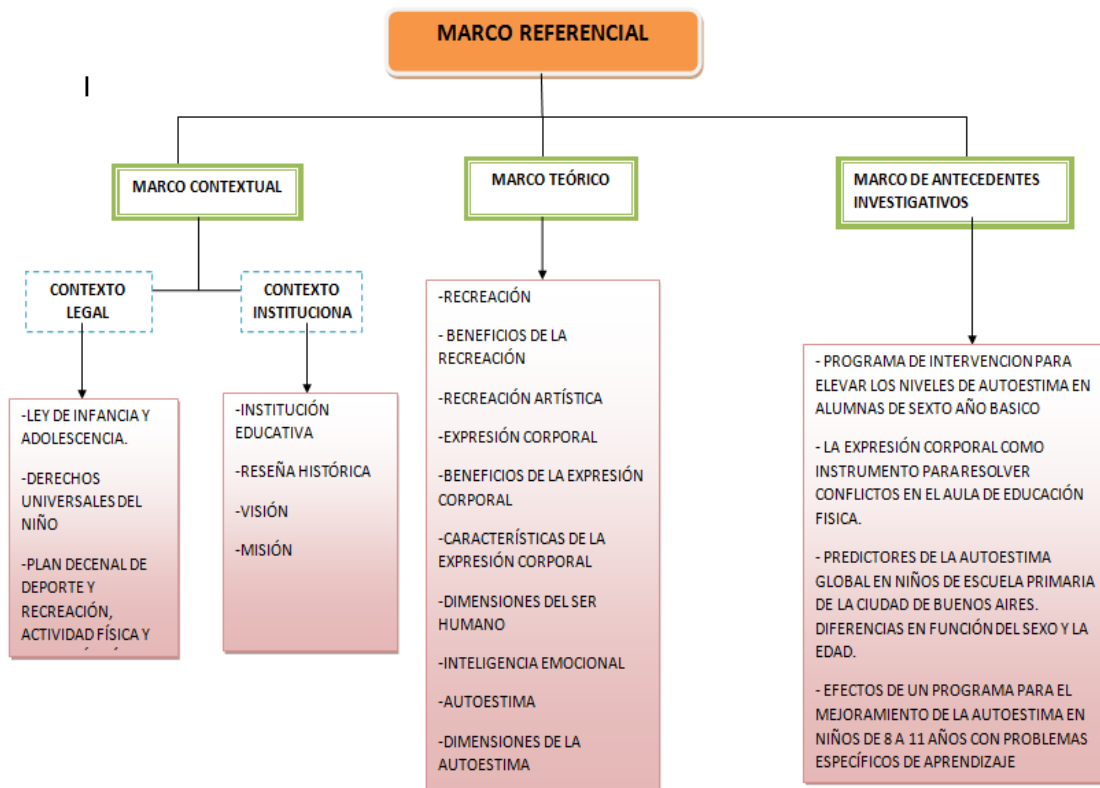 MARCO REFERENCIAL
MARCO CONTEXTUAL
CONTEXTO
LEGAL
-LEY DE INFANCIA Y
ADOLESCENCIA.
-DERECHOS
UNIVERSALES DEL
NIÑO
-PLAN DECENAL DE
DEPORTE Y
RECREACIÓN,
ACTIVIDAD FÍSICA Y
CONTEXTO
INSTITUCIONA
-INSTITUCIÓN
EDUCATIVA
-RESEÑA HISTÓRICA
-VISIÓN
-MISIÓN
MARCO TEÓRICO
-RECREACIÓN
- BENEFICIOS DE LA
RECREACIÓN
-RECREACIÓN ARTÍSTICA
-EXPRESIÓN CORPORAL
-BENEFICIOS DE LA EXPRESIÓN
CORPORAL
-CARACTERÍSTICAS DE LA
EXPRESIÓN CORPORAL
-DIMENSIONES DEL SER
HUMANO
-INTELIGENCIA EMOCIONAL
-AUTOESTIMA
-DIMENSIONES DE LA
AUTOESTIMA
MARCO DE ANTECEDENTES
INVESTIGATIVOS
- PROGRAMA DE INTERVENCION PARA
ELEVAR LOS NIVELES DE AUTOESTIMA EN
ALUMNAS DE SEXTO AÑO BASICO
- LA EXPRESIÓN CORPORAL COMO
INSTRUMENTO PARA RESOLVER
CONFLICTOS EN EL AULA DE EDUCACIÓN
FISICA.
- PREDICTORES DE LA AUTOESTIMA
GLOBAL EN NIÑOS DE ESCUELA PRIMARIA
DE LA CIUDAD DE BUENOS AIRES.
DIFERENCIAS EN FUNCIÓN DEL SEXO Y LA
EDAD.
- EFECTOS DE UN PROGRAMA PARA EL
MEJORAMIENTO DE LA AUTOESTIMA EN
NIÑOS DE 8 A 11 AÑOS CON PROBLEMAS
ESPECÍFICOS DE APRENDIZAJE